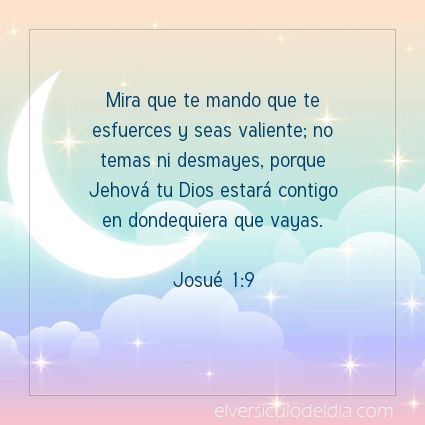 Mira que te mando que te
esfuerces y seas valiente; no
temas ni desmayes, porque
Jehová tu Dios estará contigo
en dondequiera que vayas.
Josué 1:9
elversiculodeldia.com